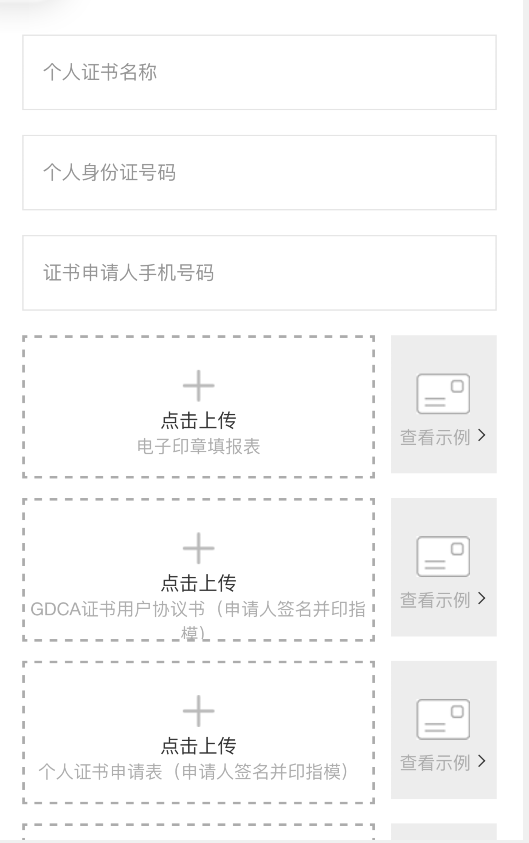 个人证书名称
个人身份证号码
证书申请人手机号码
点击上传
电子印章填报表
查看示例
点击上传
GDCA证书用户协议书（申请人签名并印指
模）
查看示例
点击上传
个人证书申请表（申请人签名并印指模）
查看示例